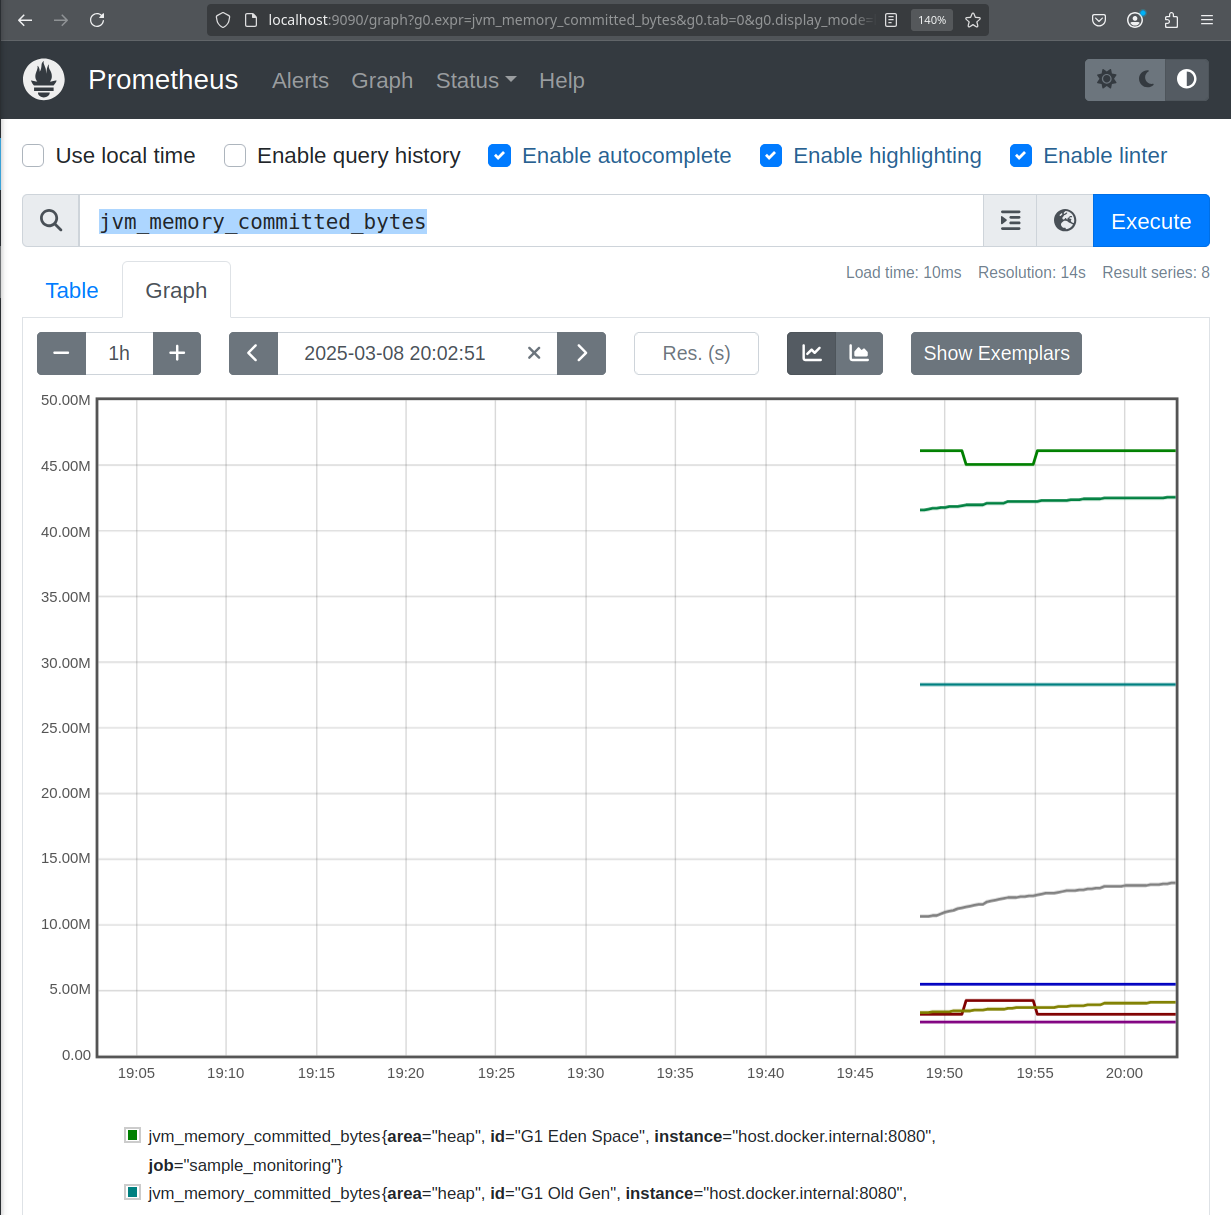 localhost:9090/graph?g0.expr=jvm_memory_committed_bytes&g0.tab=0&g0.display_mode=
140%
Prometheus Alerts Graph Status Help
Use local time Enable query history Enable autocomplete Enable highlighting Enable linter
jvm_memory_committed_bytes Execute
Load time: 10ms Resolution: 14s Result series: 8
Table Graph
1h 2025-03-08 20:02:51 Res. (s) Show Exemplars
50.00M
45.00M
40.00M
35.00M
30.00M
25.00M
20.00M
15.00M
10.00M
5.00M
0.00
19:05 19:10 19:15 19:20 19:25 19:30 19:35 19:40 19:45 19:50 19:55 20:00
jvm_memory_committed_bytes{area="heap", id="G1 Eden Space", instance="host.docker.internal:8080",
job="sample_monitoring"}
jvm_memory_committed_bytes{area="heap", id="G1 Old Gen", instance="host.docker.internal:8080",